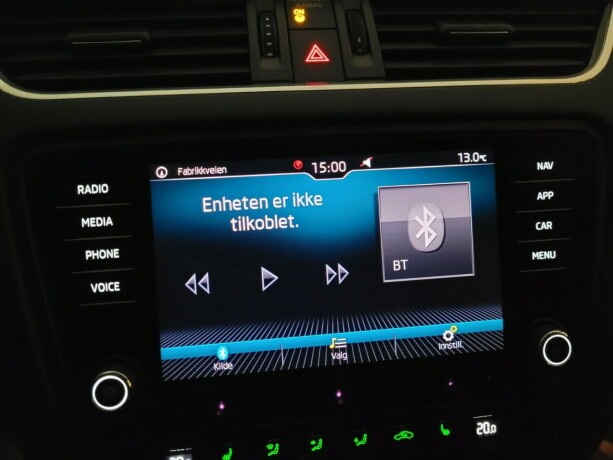 AIRBAG
ON
Fabrikkveien 15:00 13.0°C
RADIO
MEDIA
PHONE
VOICE
Enheten er ikke
tilkoblet.
BT
Kilde
Valg
Innstill.
NAV
APP
CAR
MENU
20.0